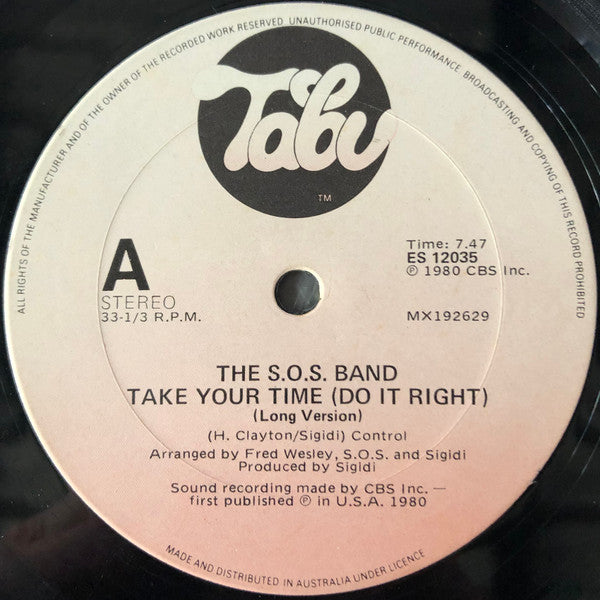 ALL RIGHTS OF THE MANUFACTURER AND OF THE OWNER OF THE RECORDED WORK RESERVED. UNAUTHORISED PUBLIC PERFORMANCE, BROADCASTING AND COPYING OF THIS RECORD PROHIBITED
Tabu
TM
A
STEREO
33-1/3 R.P.M.
Time: 7.47
ES 12035
℗ 1980 CBS Inc.
MX192629
THE S.O.S. BAND
TAKE YOUR TIME (DO IT RIGHT)
(Long Version)
(H. Clayton/Sigidi) Control
Arranged by Fred Wesley, S.O.S. and Sigidi
Produced by Sigidi
Sound recording made by CBS Inc. —
first published ℗ in U.S.A. 1980
MADE AND DISTRIBUTED IN AUSTRALIA UNDER LICENCE